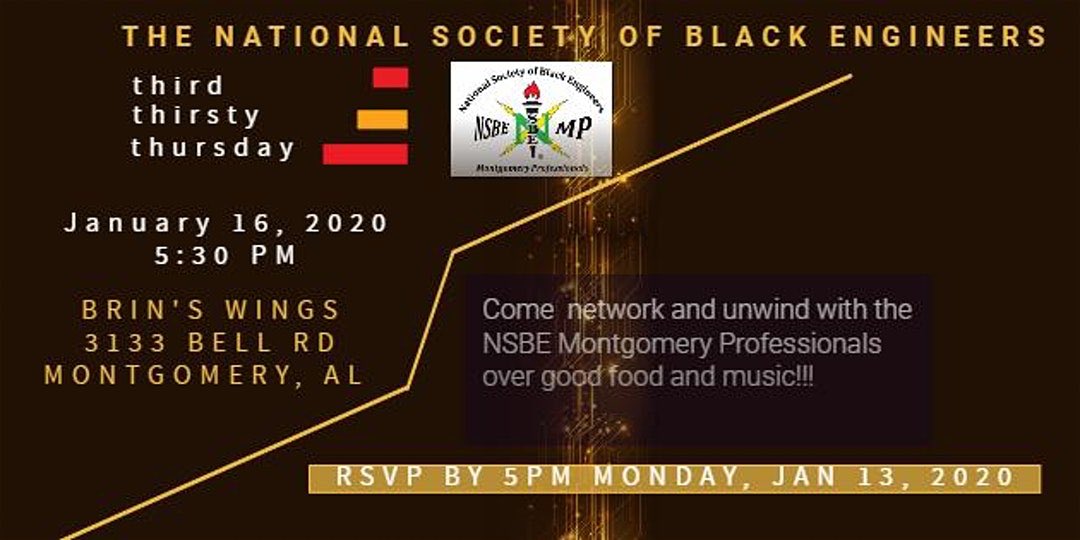 THE NATIONAL SOCIETY OF BLACK ENGINEERS
third
thirsty
thursday
National Society of Black Engineers
NSBE
NSBE
MP
Montgomery Professionals
January 16, 2020
5:30 PM
BRIN'S WINGS
3133 BELL RD
MONTGOMERY, AL
Come network and unwind with the
NSBE Montgomery Professionals
over good food and music!!!
RSVP BY 5PM MONDAY, JAN 13, 2020